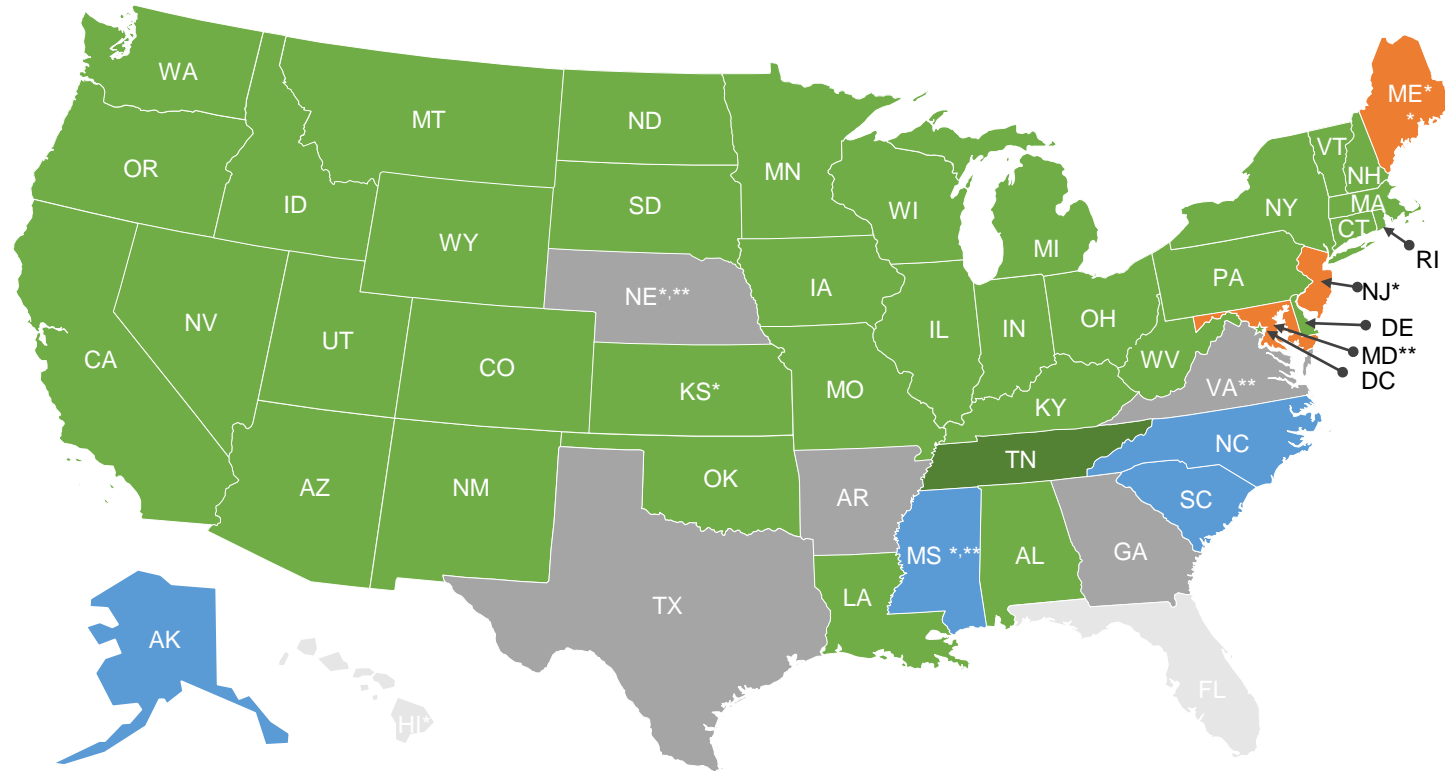 WA
MT
ND
MN
OR
ID
SD
WI
WY
MI
NY
VT
NH
ME*
*
MA
CT
RI
NE*,**
IA
PA
NJ*
NV
UT
CO
IL
IN
OH
DE
MD**
DC
CA
KS*
MO
WV
VA**
KY
AZ
NM
OK
TN
NC
AR
SC
MS *,**
AL
GA
TX
LA
AK
HI*
FL